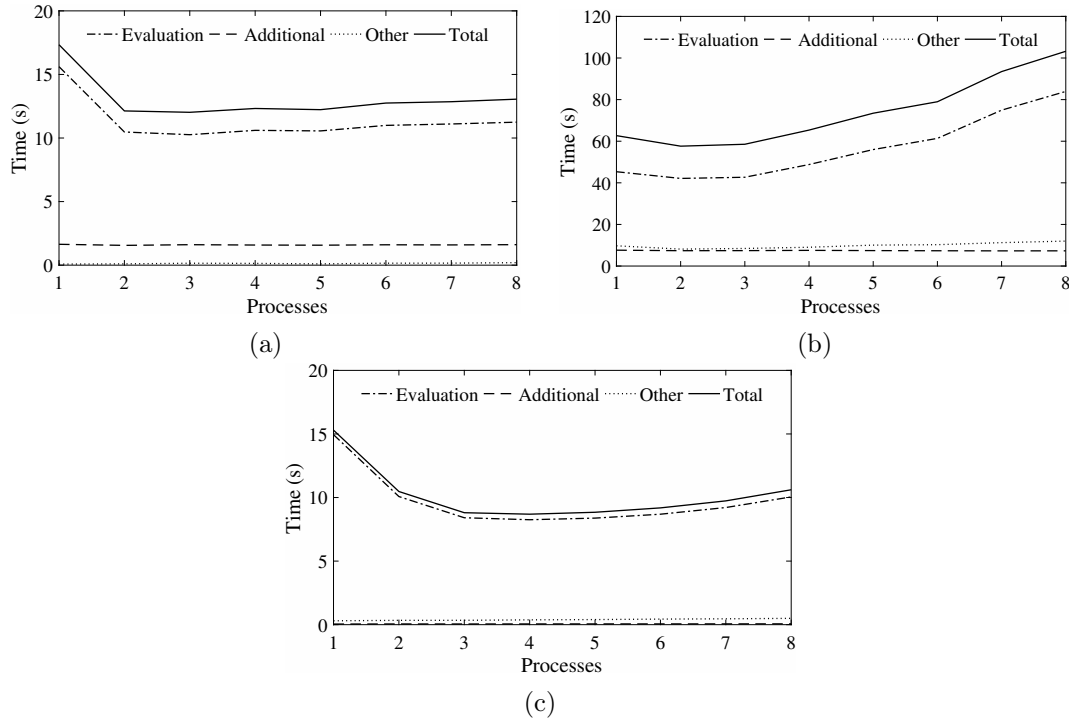 20
15
10
5
0
Time (s)
Evaluation Additional Other Total
1 2 3 4 5 6 7 8
Processes
(a)
120
100
80
60
40
20
0
Time (s)
Evaluation Additional Other Total
1 2 3 4 5 6 7 8
Processes
(b)
20
15
10
5
0
Time (s)
Evaluation Additional Other Total
1 2 3 4 5 6 7 8
Processes
(c)